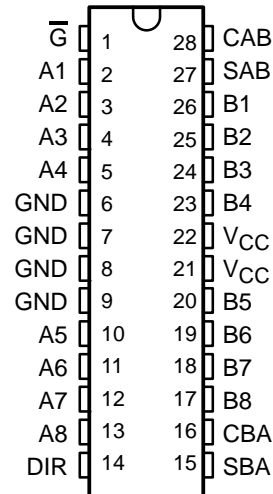 G̅ 1 28 CAB
A1 2 27 SAB
A2 3 26 B1
A3 4 25 B2
A4 5 24 B3
GND 6 23 B4
GND 7 22 VCC
GND 8 21 VCC
GND 9 20 B5
A5 10 19 B6
A6 11 18 B7
A7 12 17 B8
A8 13 16 CBA
DIR 14 15 SBA